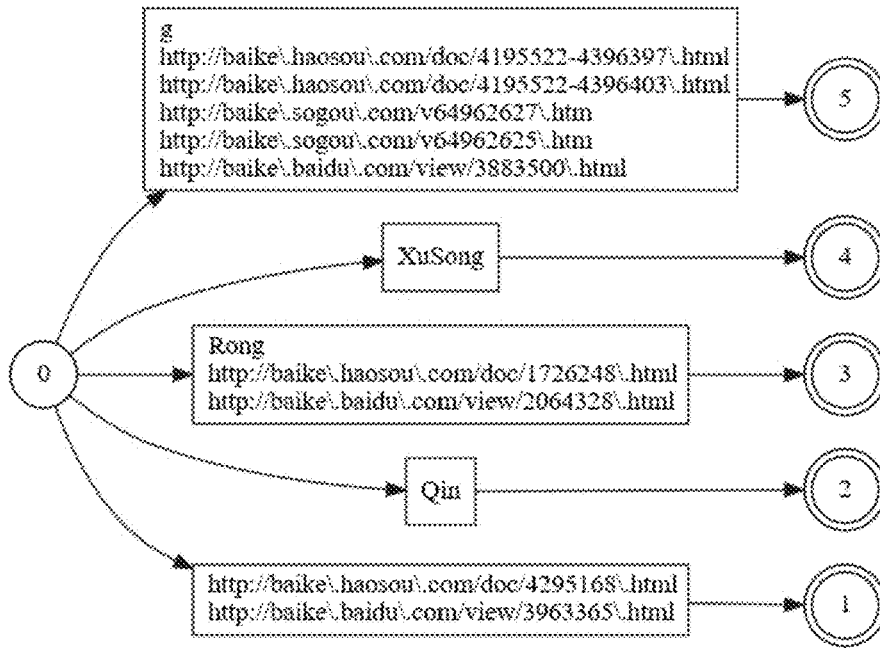 g
http://baike\.haosou\.com/doc/4195522-4396397\.html
http://baike\.haosou\.com/doc/4195522-4396403\.html
http://baike\.sogou\.com/v64962627\.htm
http://baike\.sogou\.com/v64962625\.htm
http://baike\.baidu\.com/view/3883500\.html
5
XuSong
4
0
Rong
http://baike\.haosou\.com/doc/1726248\.html
http://baike\.baidu\.com/view/2064328\.html
3
Qin
2
http://baike\.haosou\.com/doc/4295168\.html
http://baike\.baidu\.com/view/3963365\.html
1